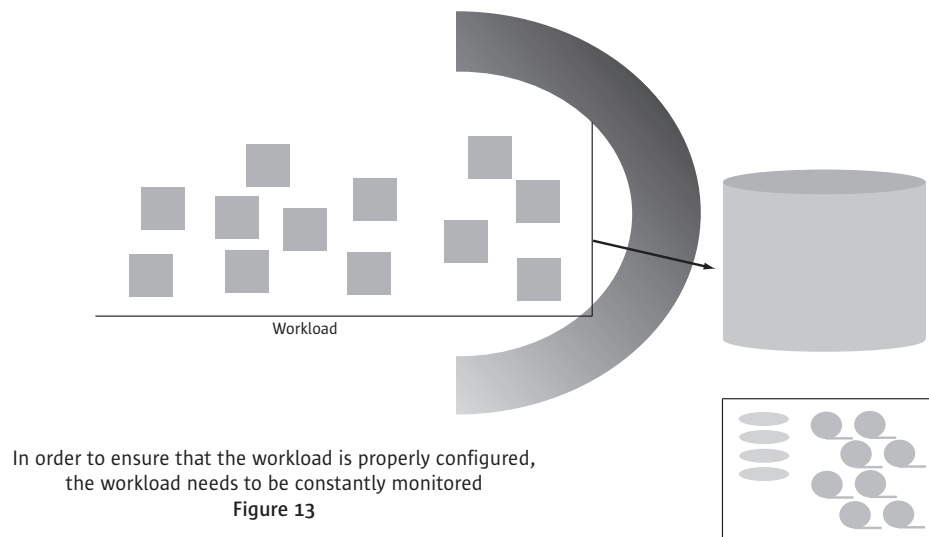 Workload
In order to ensure that the workload is properly configured,
the workload needs to be constantly monitored
Figure 13